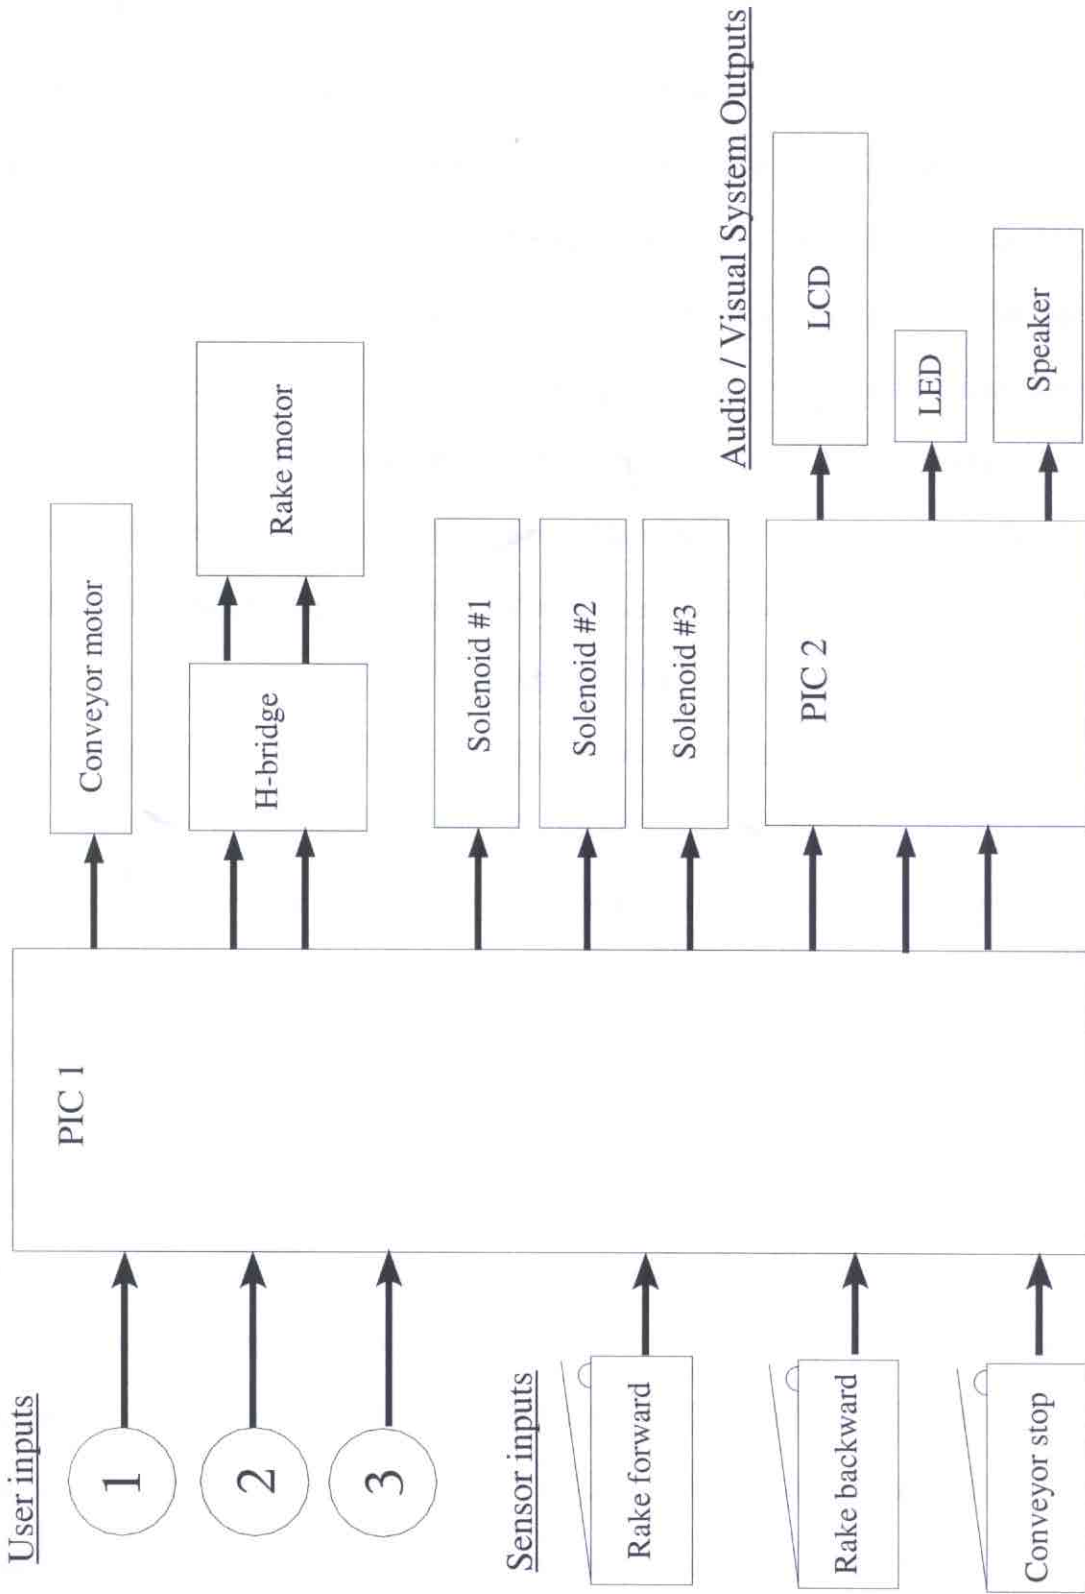 User inputs
1
2
3
Sensor inputs
Rake forward
Rake backward
Conveyor stop
PIC 1
Conveyor motor
H-bridge
Rake motor
Solenoid #1
Solenoid #2
Solenoid #3
PIC 2
Audio / Visual System Outputs
LCD
LED
Speaker